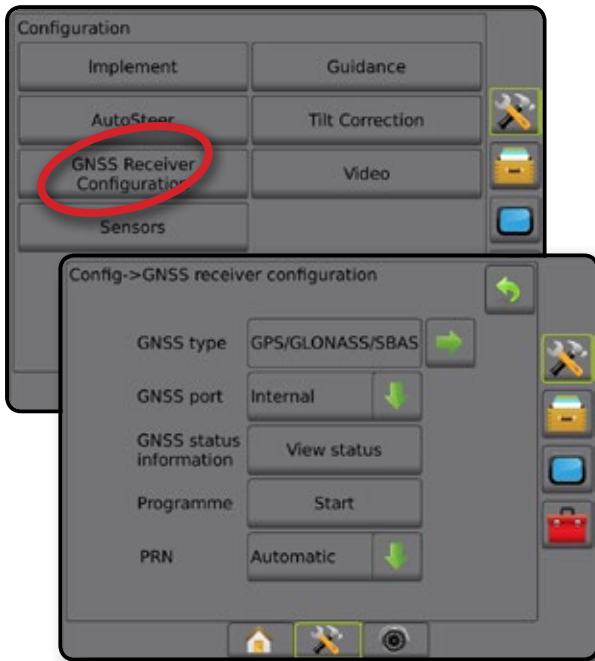 Configuration
Implement
Guidance
AutoSteer
Tilt Correction
GNSS Receiver
Configuration
Video
Sensors
Config->GNSS receiver configuration
GNSS type
GPS/GLONASS/SBAS
GNSS port
Internal
GNSS status
information
View status
Programme
Start
PRN
Automatic